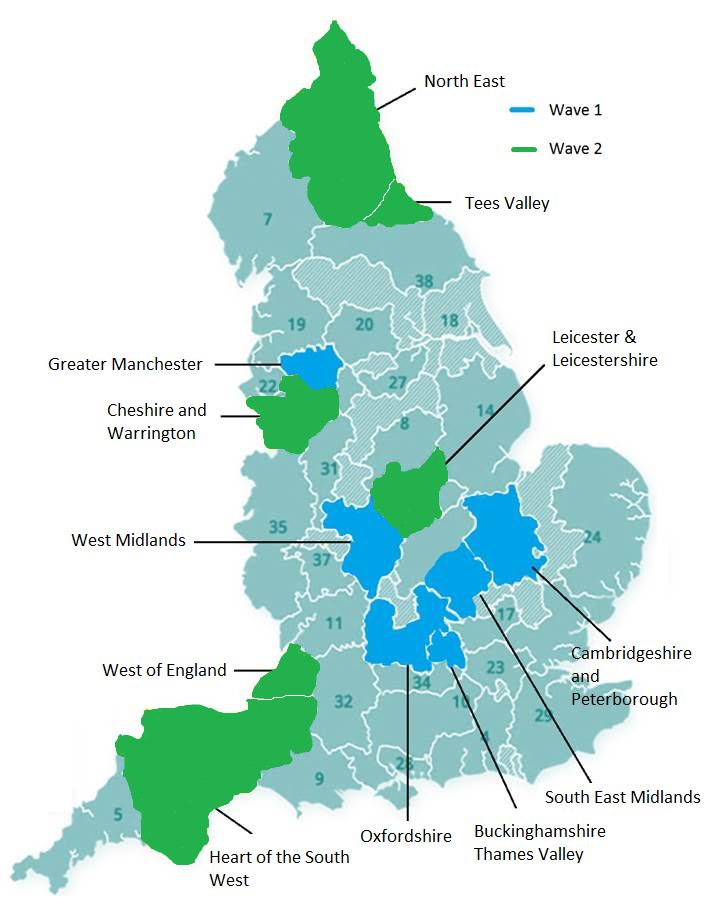 North East
Wave 1
Wave 2
Tees Valley
7
38
19
20
18
Leicester &
Leicestershire
Greater Manchester
22
27
Cheshire and
Warrington
14
8
31
35
West Midlands
24
37
17
11
Cambridgeshire
and
Peterborough
West of England
23
34
32
10
29
4
9
5
South East Midlands
Oxfordshire
Buckinghamshire
Thames Valley
Heart of the South
West